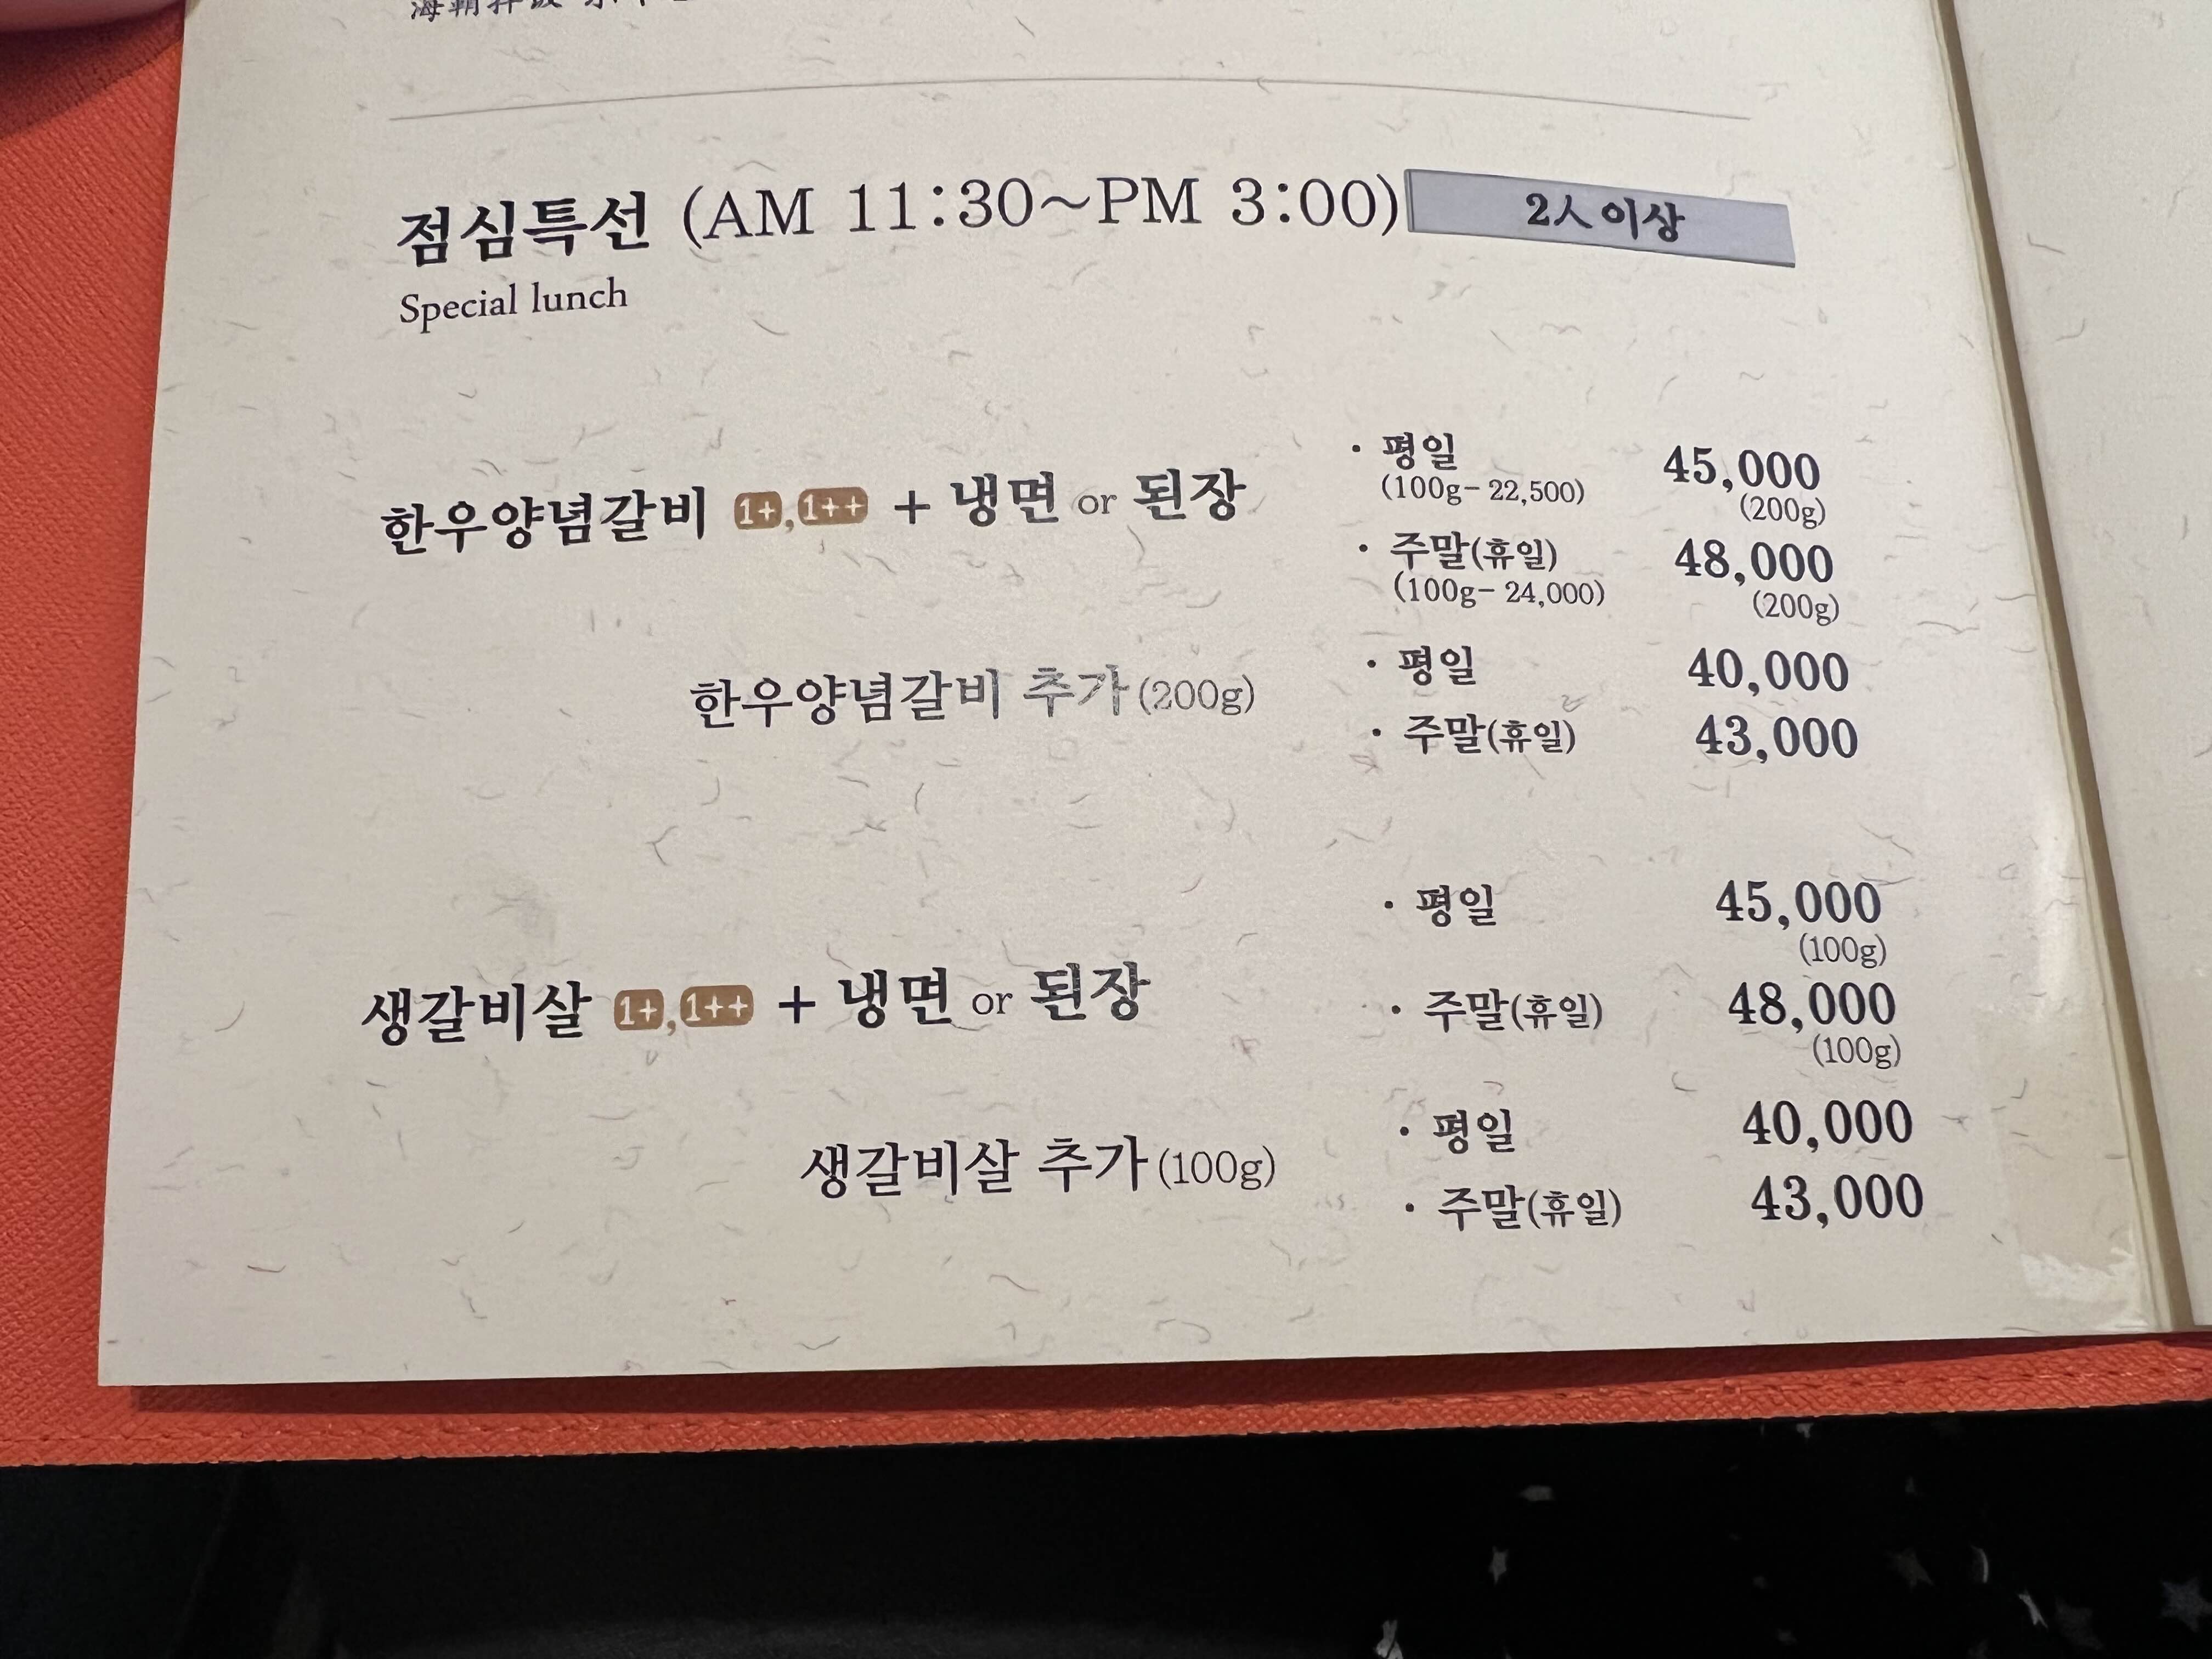 점심특선 (AM 11:30~PM 3:00) 2人 이상
Special lunch
한우양념갈비 1+, 1++ + 냉면 or 된장
· 평일 45,000
(100g- 22,500) (200g)
· 주말(휴일) 48,000
(100g- 24,000) (200g)
한우양념갈비 추가 (200g)
· 평일 40,000
· 주말(휴일) 43,000
생갈비살 1+, 1++ + 냉면 or 된장
· 평일 45,000
(100g)
· 주말(휴일) 48,000
(100g)
생갈비살 추가 (100g)
· 평일 40,000
· 주말(휴일) 43,000